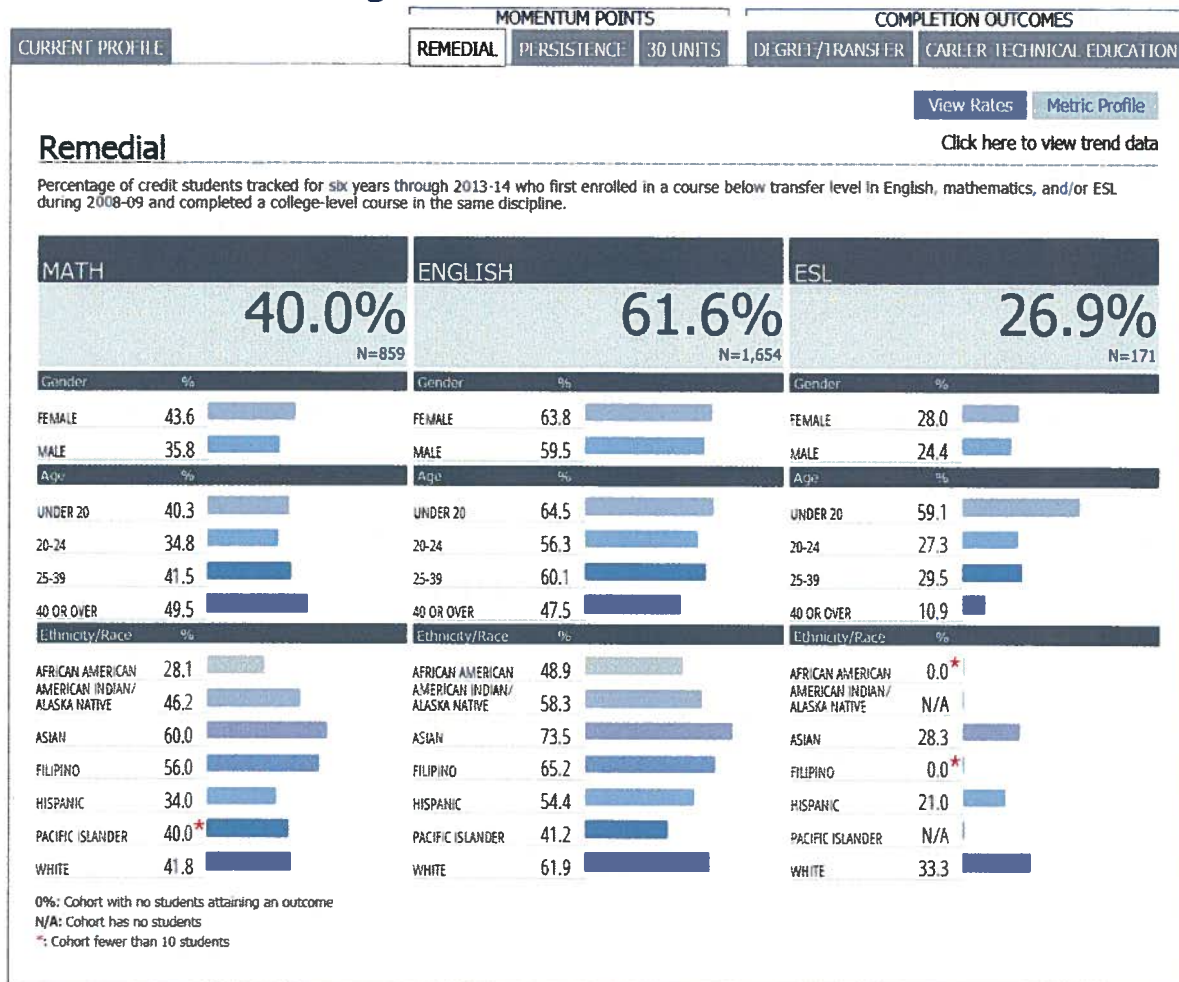 MOMENTUM POINTS
COMPLETION OUTCOMES
CURRENT PROFILE
REMEDIAL
PERSISTENCE
30 UNITS
DEGREE/TRANSFER
CAREER TECHNICAL EDUCATION
View Rates
Metric Profile
Remedial
Click here to view trend data
Percentage of credit students tracked for six years through 2013-14 who first enrolled in a course below transfer level in English, mathematics, and/or ESL
during 2008-09 and completed a college-level course in the same discipline.
MATH
40.0%
N=859
Gender %
FEMALE 43.6
MALE 35.8
Age %
UNDER 20 40.3
20-24 34.8
25-39 41.5
40 OR OVER 49.5
Ethnicity/Race %
AFRICAN AMERICAN 28.1
AMERICAN INDIAN/
ALASKA NATIVE 46.2
ASIAN 60.0
FILIPINO 56.0
HISPANIC 34.0
PACIFIC ISLANDER 40.0*
WHITE 41.8
ENGLISH
61.6%
N=1,654
Gender %
FEMALE 63.8
MALE 59.5
Age %
UNDER 20 64.5
20-24 56.3
25-39 60.1
40 OR OVER 47.5
Ethnicity/Race %
AFRICAN AMERICAN 48.9
AMERICAN INDIAN/
ALASKA NATIVE 58.3
ASIAN 73.5
FILIPINO 65.2
HISPANIC 54.4
PACIFIC ISLANDER 41.2
WHITE 61.9
ESL
26.9%
N=171
Gender %
FEMALE 28.0
MALE 24.4
Age %
UNDER 20 59.1
20-24 27.3
25-39 29.5
40 OR OVER 10.9
Ethnicity/Race %
AFRICAN AMERICAN 0.0*
AMERICAN INDIAN/
ALASKA NATIVE N/A
ASIAN 28.3
FILIPINO 0.0*
HISPANIC 21.0
PACIFIC ISLANDER N/A
WHITE 33.3
0%: Cohort with no students attaining an outcome
N/A: Cohort has no students
*: Cohort fewer than 10 students